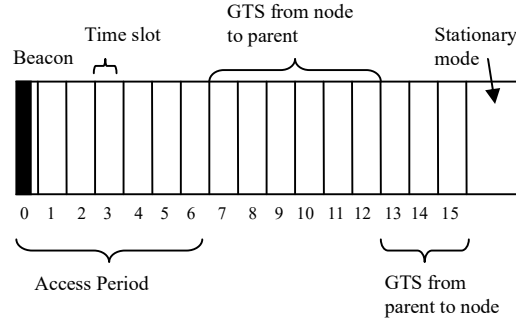 GTS from node
to parent
Time slot
Stationary
mode
Beacon
0 1 2 3 4 5 6 7 8 9 10 11 12 13 14 15
Access Period
GTS from
parent to node